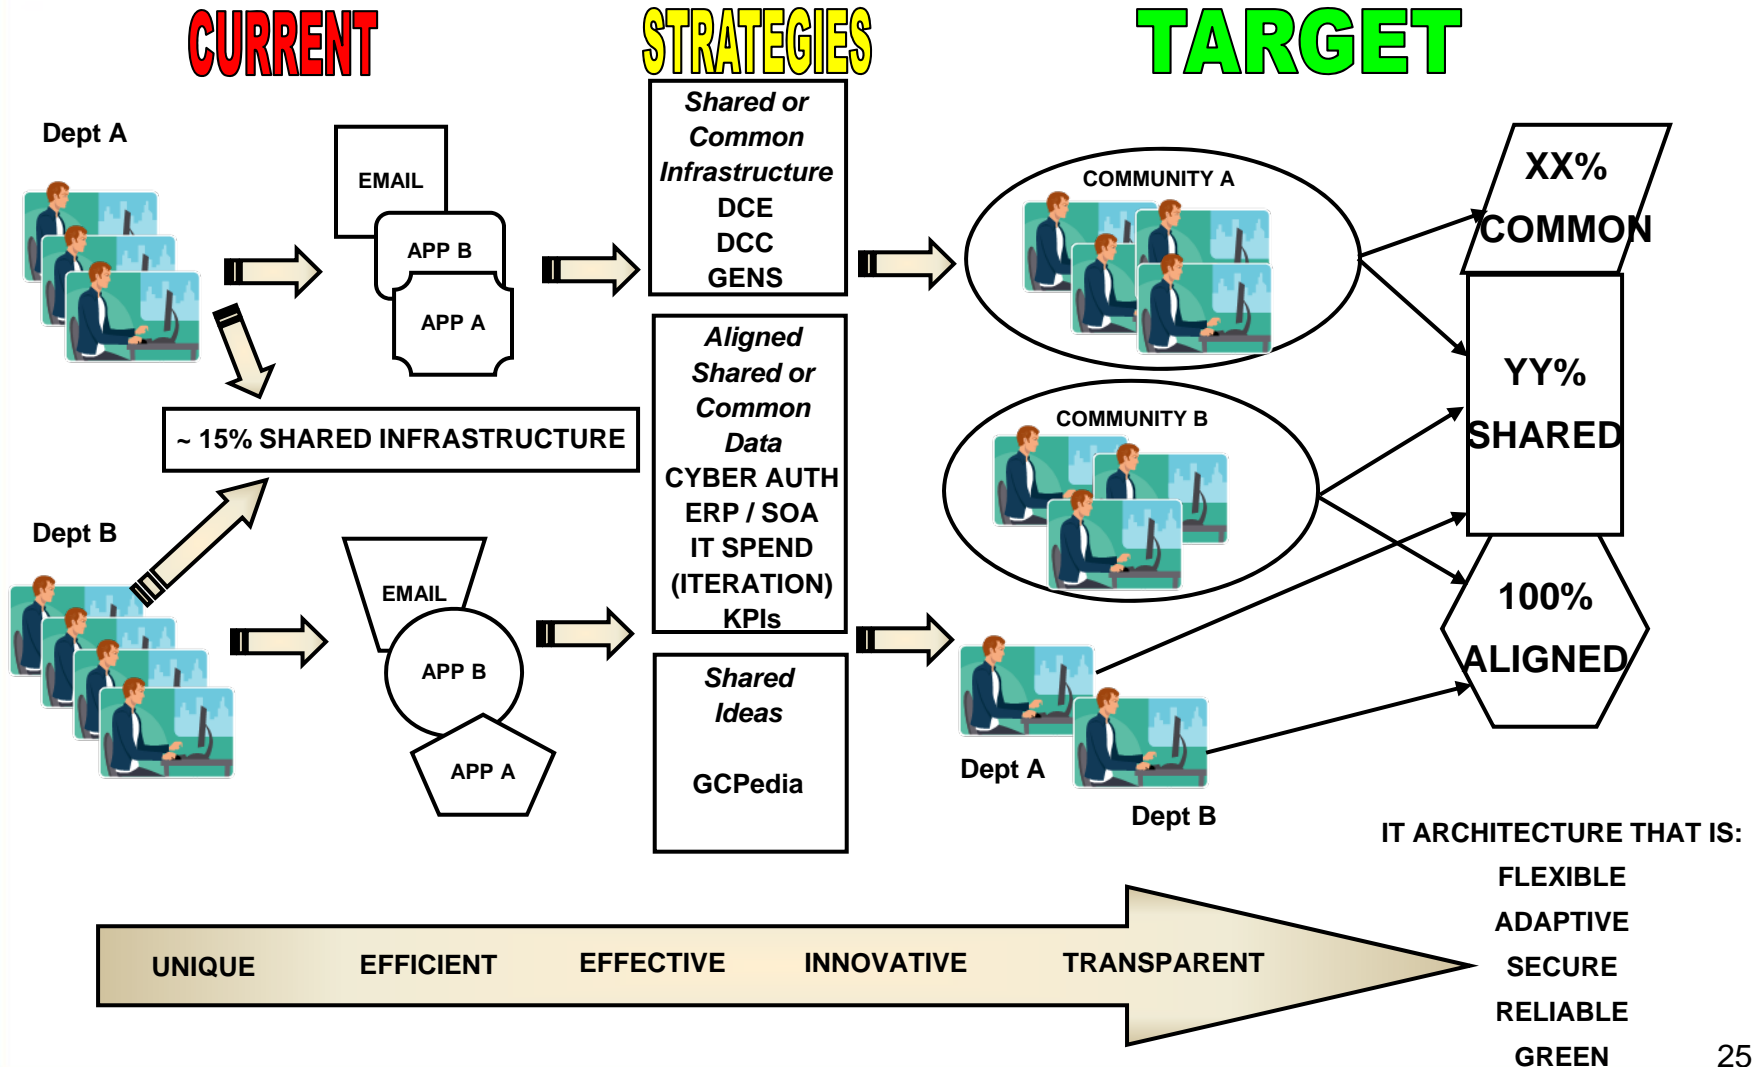 CURRENT
STRATEGIES
TARGET
Dept A
EMAIL
APP B
APP A
~ 15% SHARED INFRASTRUCTURE
Dept B
EMAIL
APP B
APP A
Shared or
Common
Infrastructure
DCE
DCC
GENS
Aligned
Shared or
Common
Data
CYBER AUTH
ERP / SOA
IT SPEND
(ITERATION)
KPIs
Shared
Ideas
GCPedia
COMMUNITY A
COMMUNITY B
Dept A
Dept B
XX%
COMMON
YY%
SHARED
100%
ALIGNED
UNIQUE EFFICIENT EFFECTIVE INNOVATIVE TRANSPARENT
IT ARCHITECTURE THAT IS:
FLEXIBLE
ADAPTIVE
SECURE
RELIABLE
GREEN
25